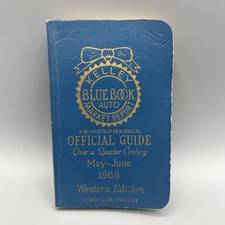 KELLEY
BLUE BOOK
AUTO
MARKET REPORT
A BI-MONTHLY PERIODICAL
OFFICIAL GUIDE
Over a Quarter Century
May-June
1968
Western Edition
USED CAR VALUES